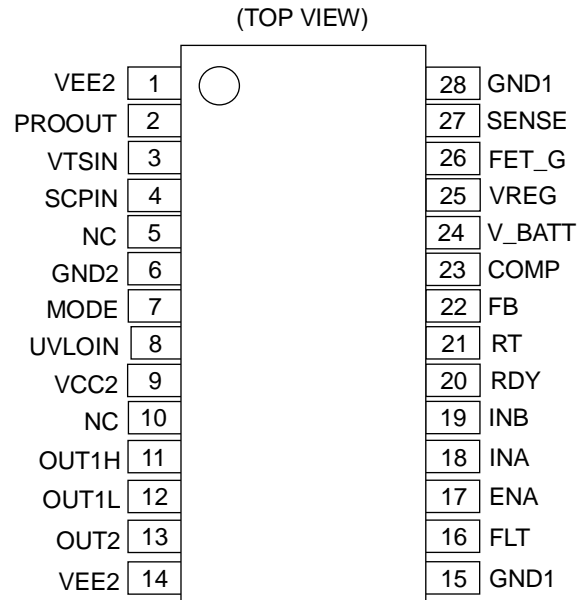 (TOP VIEW)
VEE2 1 28 GND1
PROOUT 2 27 SENSE
VTSIN 3 26 FET_G
SCPIN 4 25 VREG
NC 5 24 V_BATT
GND2 6 23 COMP
MODE 7 22 FB
UVLOIN 8 21 RT
VCC2 9 20 RDY
NC 10 19 INB
OUT1H 11 18 INA
OUT1L 12 17 ENA
OUT2 13 16 FLT
VEE2 14 15 GND1